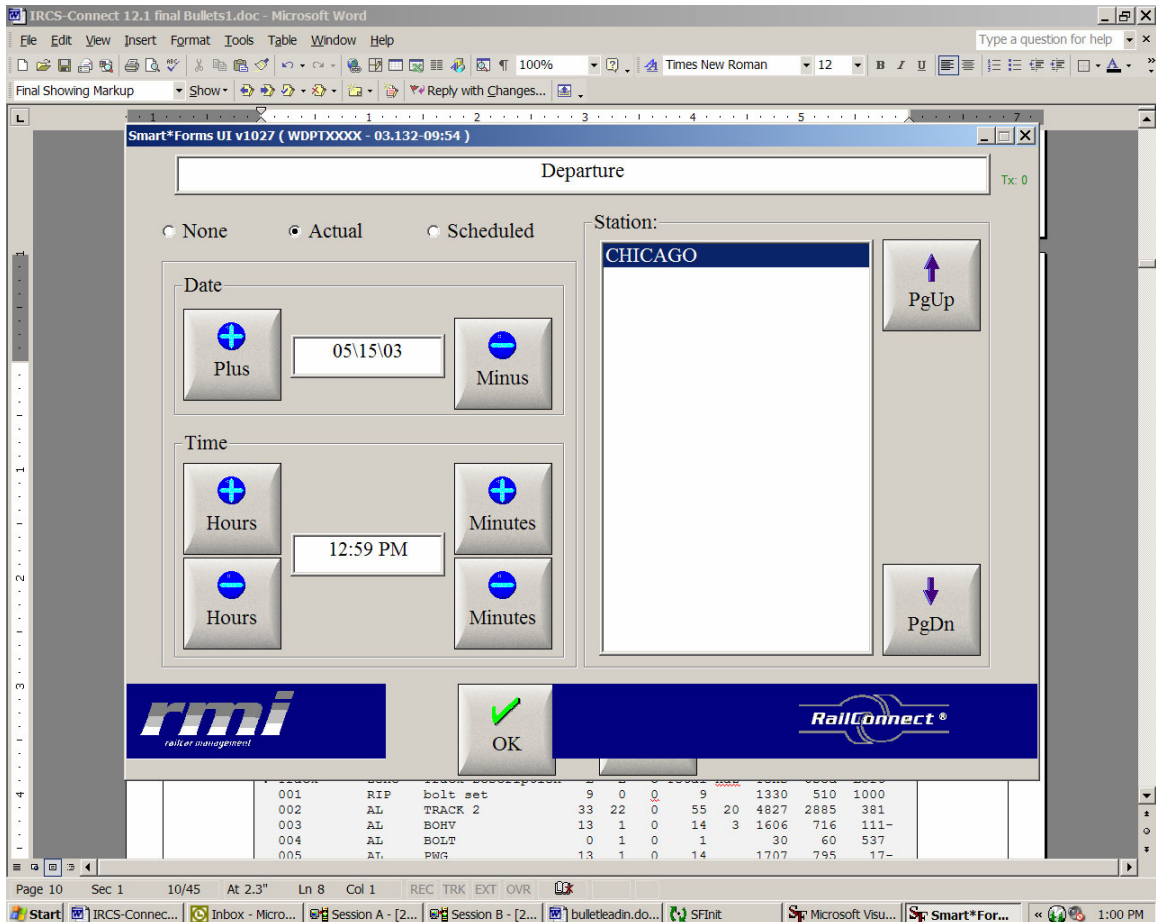 IRCS-Connect 12.1 final Bullets1.doc - Microsoft Word
File Edit View Insert Format Tools Table Window Help
Type a question for help
100% Times New Roman 12 B I U
Final Showing Markup Show Reply with Changes...
1 1 2 3 4 5 7
Smart*Forms UI v1027 ( WDPTXXXX - 03.132-09:54 )
Departure
Tx: 0
None Actual Scheduled
Station:
CHICAGO
PgUp
Date
Plus
05\15\03
Minus
Time
Hours
Minutes
12:59 PM
Hours
Minutes
PgDn
rmi
railcar management
OK
RailConnect ®
001 RIP bolt set 9 0 0 9 1330 510 1000
002 AL TRACK 2 33 22 0 55 20 4827 2885 381
003 AL BOHV 13 1 0 14 3 1606 716 111-
004 AL BOLT 0 1 0 1 30 60 537
005 AL PWG 13 1 0 14 1707 795 17-
Page 10 Sec 1 10/45 At 2.3" Ln 8 Col 1 REC TRK EXT OVR
Start IRCS-Connec... Inbox - Micro... Session A - [2... Session B - [2... bulletleadin.do... SFInit Microsoft Visu... Smart*For... « 1:00 PM